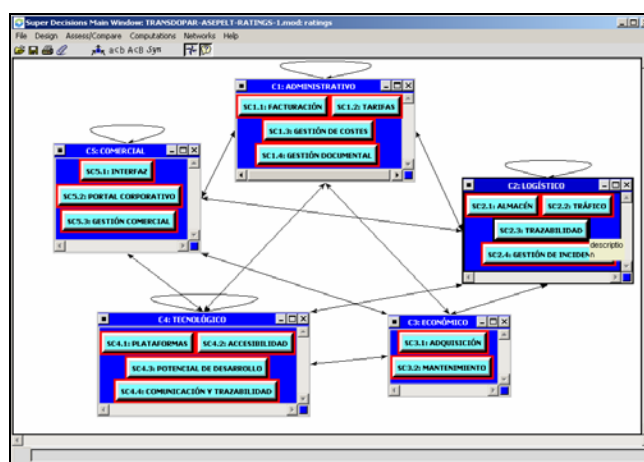 Super Decisions Main Window: TRANSDOPAR-ASEPELT-RATINGS-1.mod: ratings
File Design Assess/Compare Computations Networks Help
a<b A<B Syn
C1: ADMINISTRATIVO
SC1.1: FACTURACIÓN SC1.2: TARIFAS
SC1.3: GESTIÓN DE COSTES
SC1.4: GESTIÓN DOCUMENTAL
C5: COMERCIAL
SC5.1: INTERFAZ
SC5.2: PORTAL CORPORATIVO
SC5.3: GESTIÓN COMERCIAL
C2: LOGÍSTICO
SC2.1: ALMACÉN SC2.2: TRÁFICO
SC2.3: TRAZABILIDAD
descriptio
n
SC2.4: GESTIÓN DE
C4: TECNOLÓGICO
SC4.1: PLATAFORMAS SC4.2: ACCESIBILIDAD
SC4.3: POTENCIAL DE DESARROLLO
SC4.4: COMUNICACIÓN Y TRAZABILIDAD
C3: ECONÓMICO
SC3.1: ADQUISICIÓN
SC3.2: MANTENIMIENTO